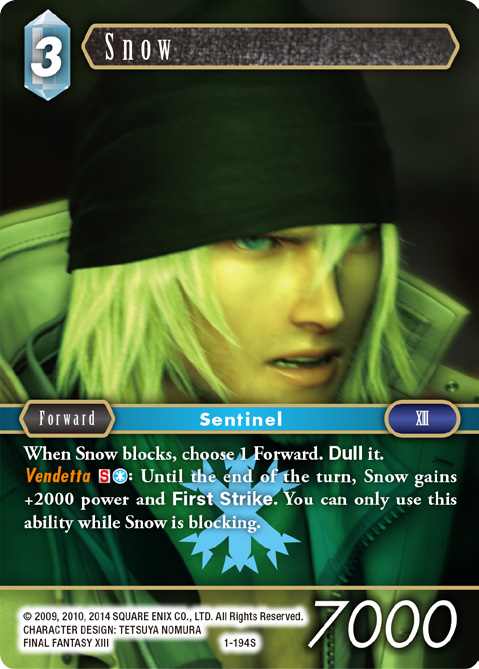 3
Snow
Forward
Sentinel
XIII
When Snow blocks, choose 1 Forward. Dull it.
Vendetta S: Until the end of the turn, Snow gains
+2000 power and First Strike. You can only use this
ability while Snow is blocking.
© 2009, 2010, 2014 SQUARE ENIX CO., LTD. All Rights Reserved.
CHARACTER DESIGN: TETSUYA NOMURA
FINAL FANTASY XIII
1-194S
7000